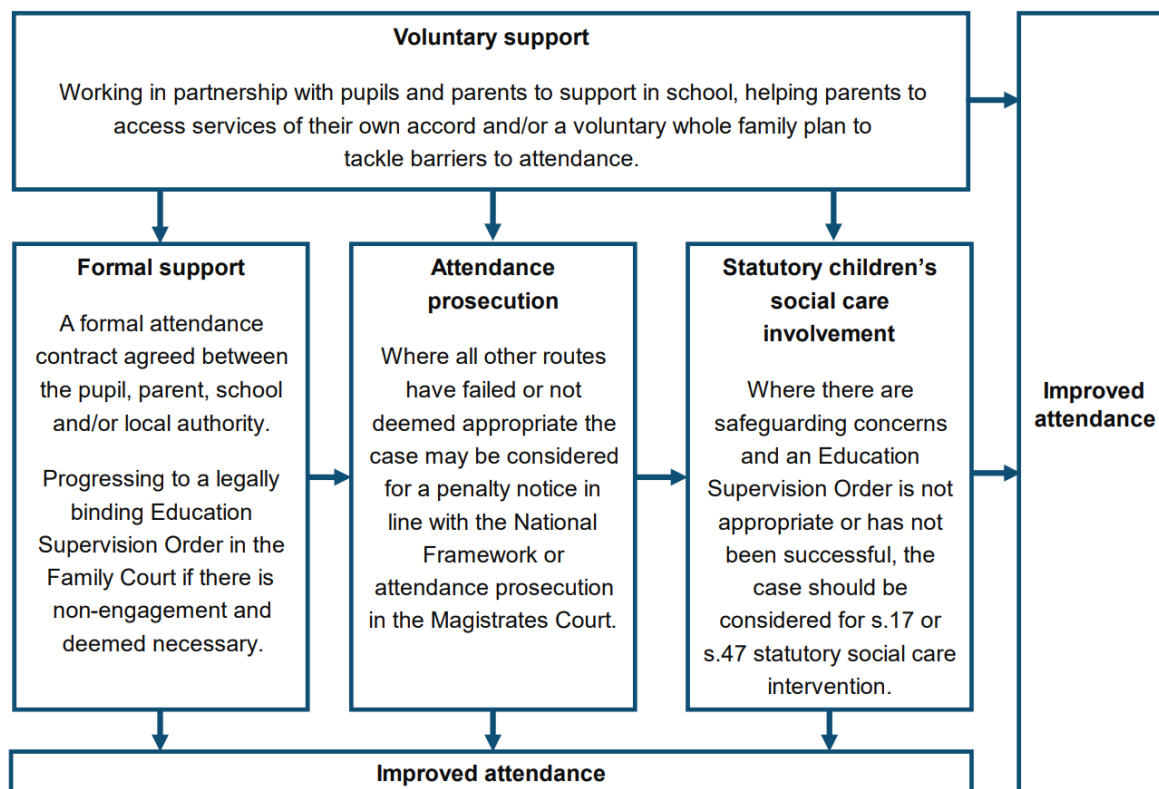 Voluntary support
Working in partnership with pupils and parents to support in school, helping parents to
access services of their own accord and/or a voluntary whole family plan to
tackle barriers to attendance.
Formal support
A formal attendance
contract agreed between
the pupil, parent, school
and/or local authority.
Progressing to a legally
binding Education
Supervision Order in the
Family Court if there is
non-engagement and
deemed necessary.
Attendance
prosecution
Where all other routes
have failed or not
deemed appropriate the
case may be considered
for a penalty notice in
line with the National
Framework or
attendance prosecution
in the Magistrates Court.
Statutory children’s
social care
involvement
Where there are
safeguarding concerns
and an Education
Supervision Order is not
appropriate or has not
been successful, the
case should be
considered for s.17 or
s.47 statutory social care
intervention.
Improved
attendance
Improved attendance